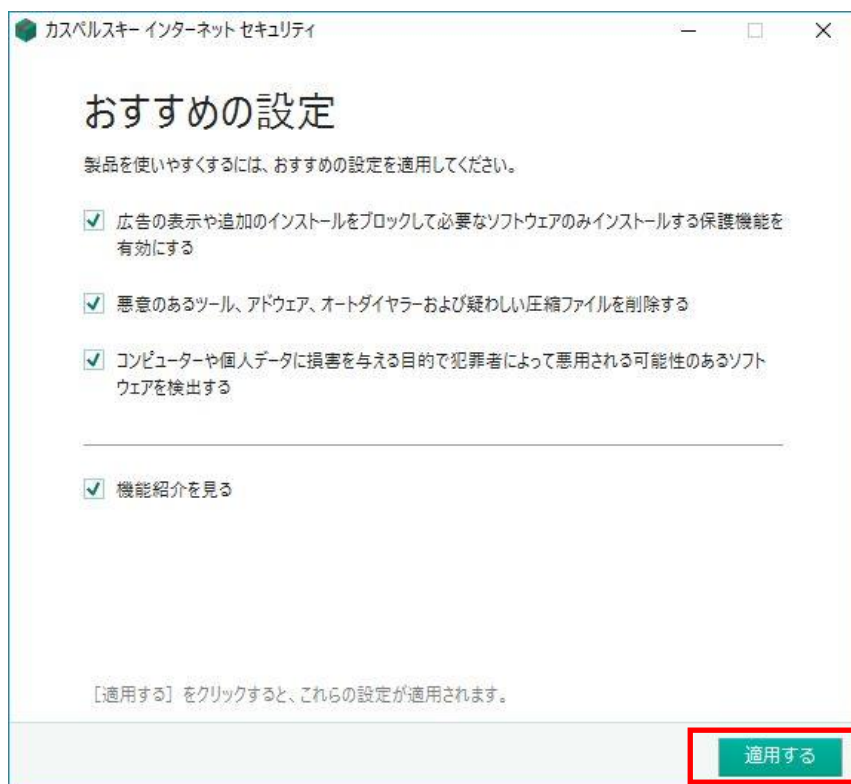 カスペルスキー インターネット セキュリティ
おすすめの設定
製品を使いやすくするには、おすすめの設定を適用してください。
広告の表示や追加のインストールをブロックして必要なソフトウェアのみインストールする保護機能を
有効にする
悪意のあるツール、アドウェア、オートダイヤラーおよび疑わしい圧縮ファイルを削除する
コンピューターや個人データに損害を与える目的で犯罪者によって悪用される可能性のあるソフト
ウェアを検出する
機能紹介を見る
［適用する］をクリックすると、これらの設定が適用されます。
適用する